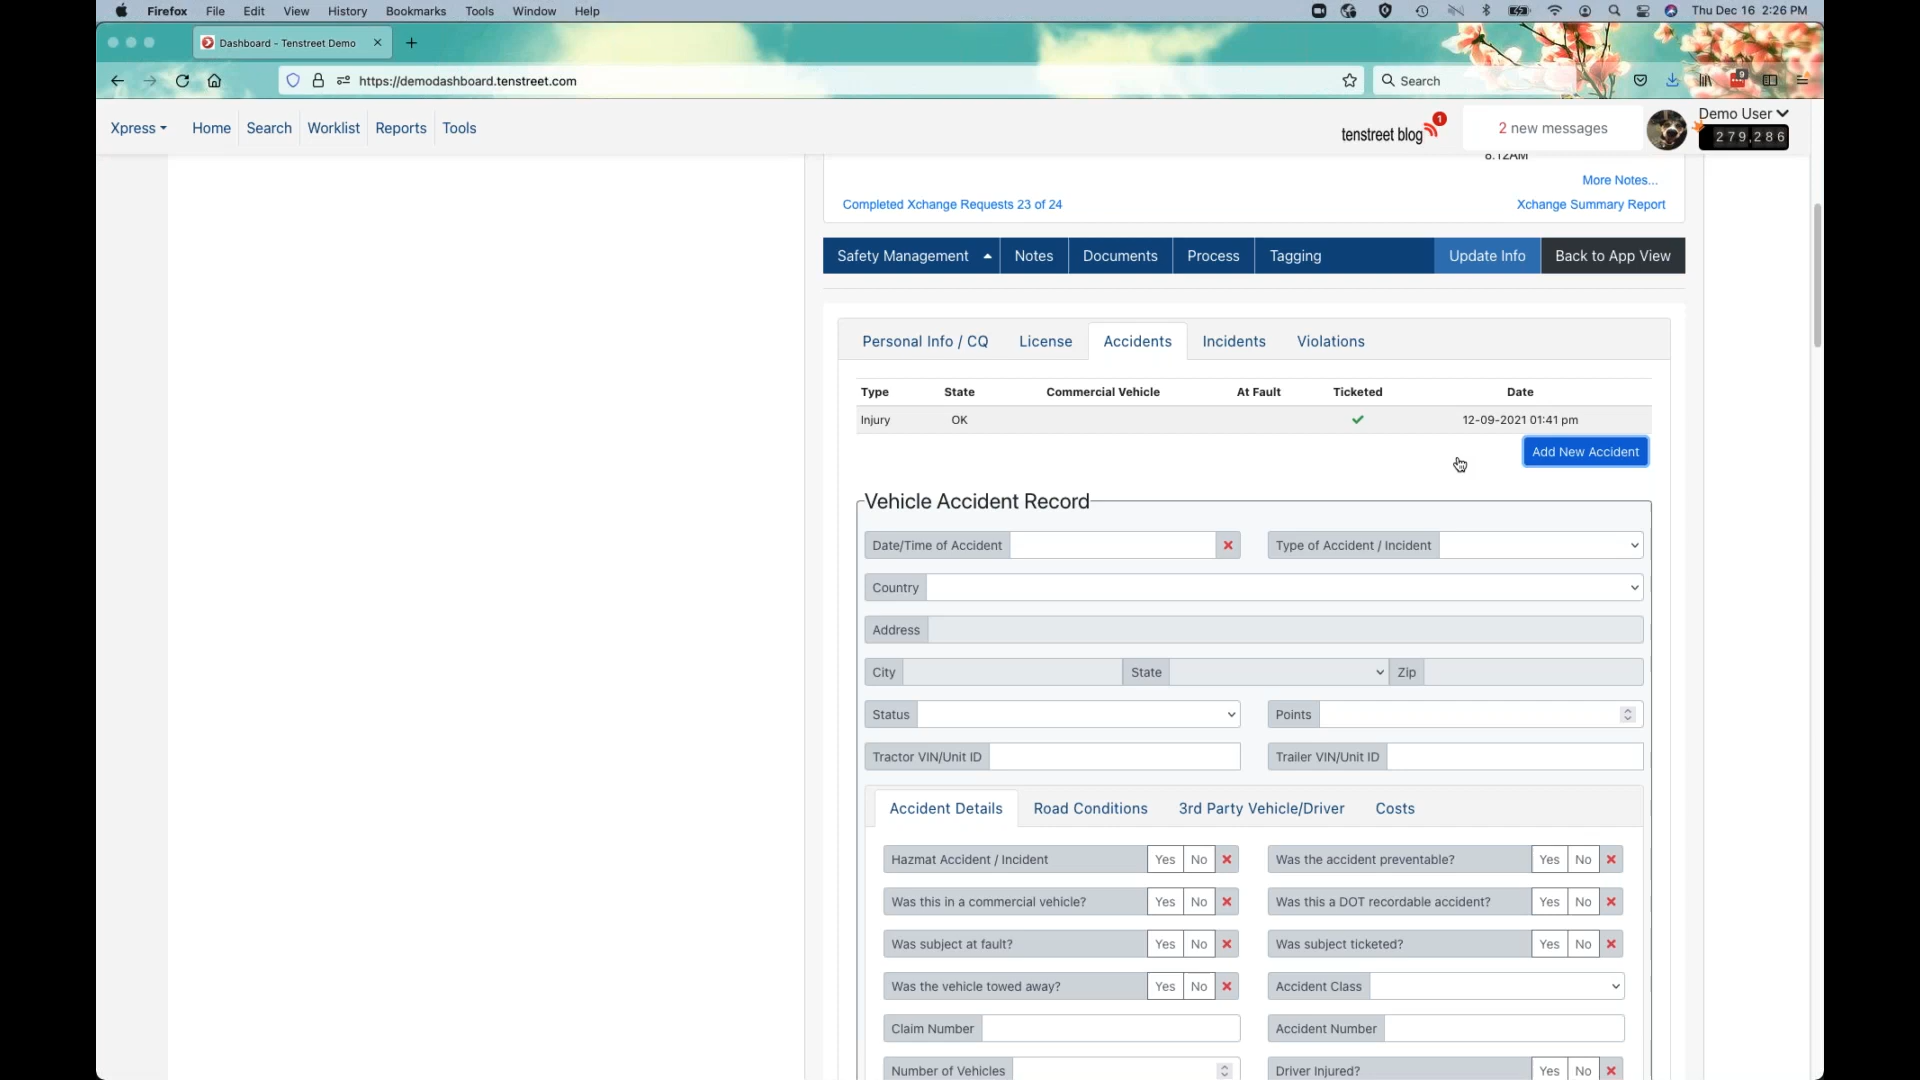 Firefox File Edit View History Bookmarks Tools Window Help Thu Dec 16 2:26 PM
Dashboard - Tenstreet Demo
https://demodashboard.tenstreet.com Search 9
Xpress Home Search Worklist Reports Tools tenstreet blog 1 2 new messages Demo User
279,286
8:12AM
More Notes...
Completed Xchange Requests 23 of 24 Xchange Summary Report
Safety Management Notes Documents Process Tagging Update Info Back to App View
Personal Info / CQ License Accidents Incidents Violations
Type State Commercial Vehicle At Fault Ticketed Date
Injury OK 12-09-2021 01:41 pm
Add New Accident
Vehicle Accident Record
Date/Time of Accident Type of Accident / Incident
Country
Address
City State Zip
Status Points
Tractor VIN/Unit ID Trailer VIN/Unit ID
Accident Details Road Conditions 3rd Party Vehicle/Driver Costs
Hazmat Accident / Incident Yes No Was the accident preventable? Yes No
Was this in a commercial vehicle? Yes No Was this a DOT recordable accident? Yes No
Was subject at fault? Yes No Was subject ticketed? Yes No
Was the vehicle towed away? Yes No Accident Class
Claim Number Accident Number
Number of Vehicles Driver Injured? Yes No